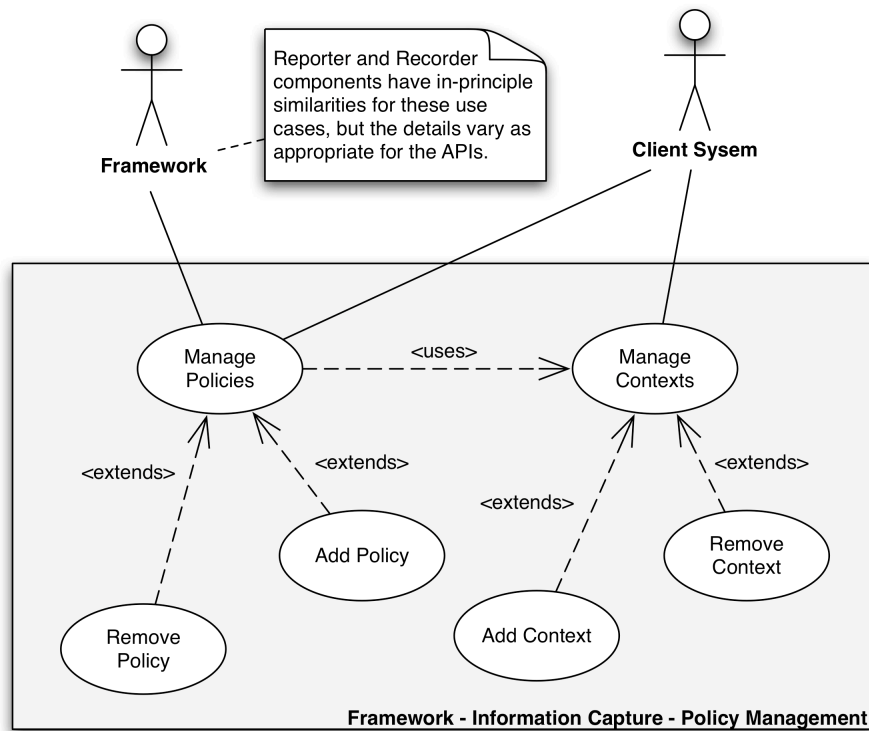 Reporter and Recorder
components have in-principle
similarities for these use
cases, but the details vary as
appropriate for the APIs.
Framework
Client Sysem
Manage
Policies
<uses>
Manage
Contexts
<extends>
<extends>
<extends>
<extends>
Add Policy
Remove
Context
Remove
Policy
Add Context
Framework - Information Capture - Policy Management